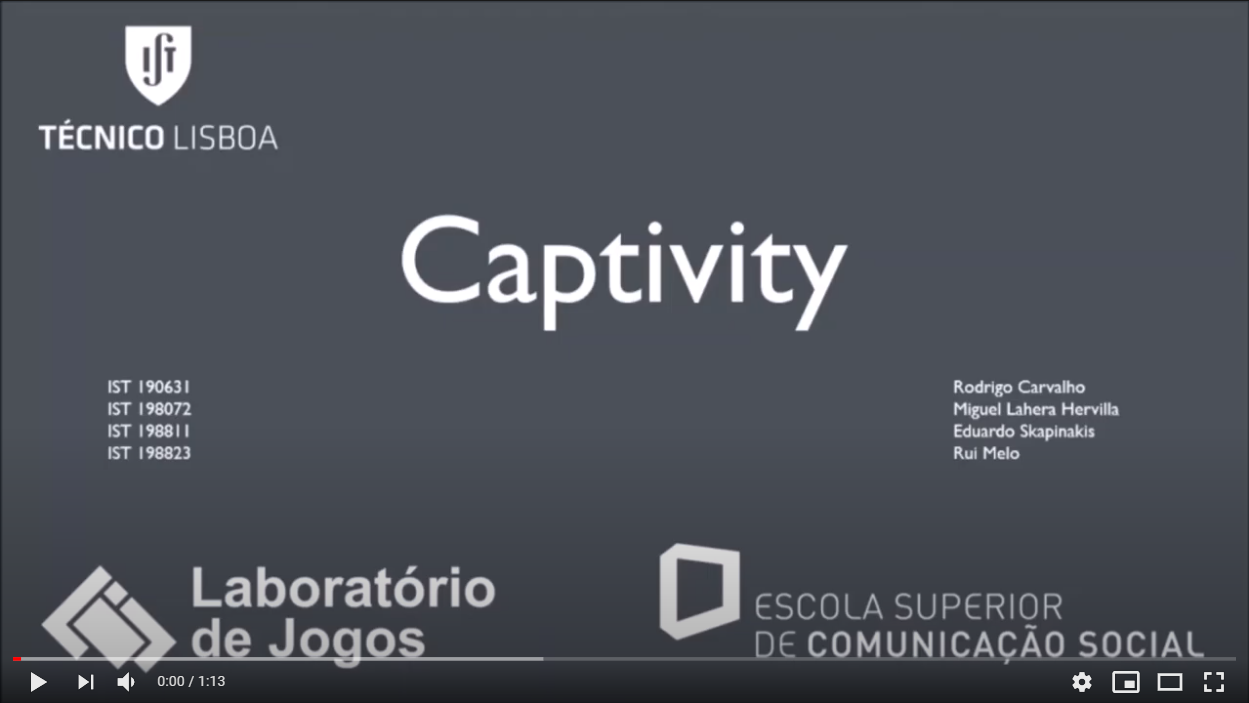 IST
TÉCNICO LISBOA
Captivity
IST 190631
IST 198072
IST 198811
IST 198823
Rodrigo Carvalho
Miguel Lahera Hervilla
Eduardo Skapinakis
Rui Melo
Laboratório
de Jogos
ESCOLA SUPERIOR
DE COMUNICAÇÃO SOCIAL
0:00 / 1:13